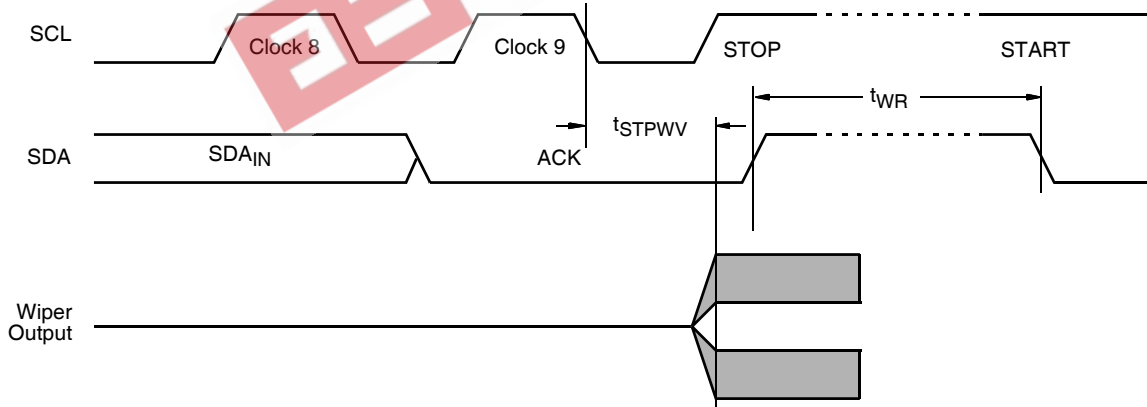 SCL
Clock 8
Clock 9
STOP
START
tWR
tSTPWV
SDA
SDAIN
ACK
Wiper
Output